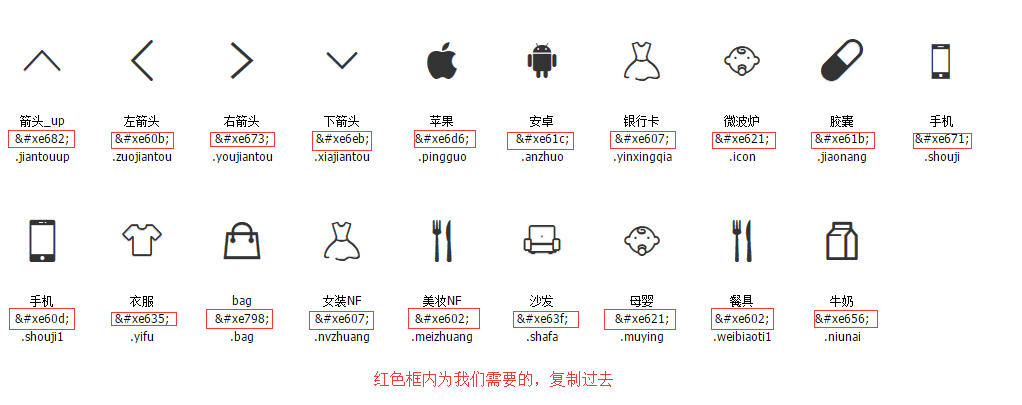 箭头_up 左箭头 右箭头 下箭头 苹果 安卓 银行卡 微波炉 胶囊 手机
&#xe682; &#xe60b; &#xe673; &#xe6eb; &#xe6d6; &#xe61c; &#xe607; &#xe621; &#xe61b; &#xe671;
.jiantouup .zuojiantou .youjiantou .xiajiantou .pingguo .anzhuo .yinxingqia .icon .jiaonang .shouji
手机 衣服 bag 女装NF 美妆NF 沙发 母婴 餐具 牛奶
&#xe60d; &#xe635; &#xe798; &#xe607; &#xe602; &#xe63f; &#xe621; &#xe602; &#xe656;
.shouji1 .yifu .bag .nvzhuang .meizhuang .shafa .muying .weibiaoti1 .niunai
红色框内为我们需要的，复制过去